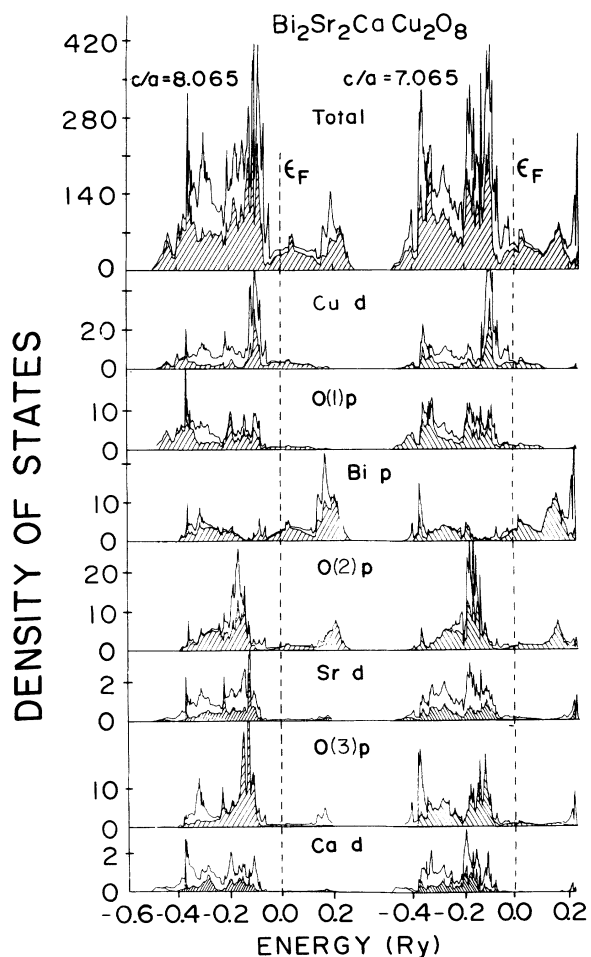 Bi₂Sr₂CaCu₂O₈
420
c/a=8.065 c/a=7.065
280 Total
εF εF
140
0
Cu d
20
0
O(1)p
10
0
Bi p
10
0
O(2)p
20
10
0
Sr d
2
0
O(3)p
10
0
Ca d
2
0
-0.6 -0.4 -0.2 0.0 0.2 -0.4 -0.2 0.0 0.2
ENERGY (Ry)
DENSITY OF STATES